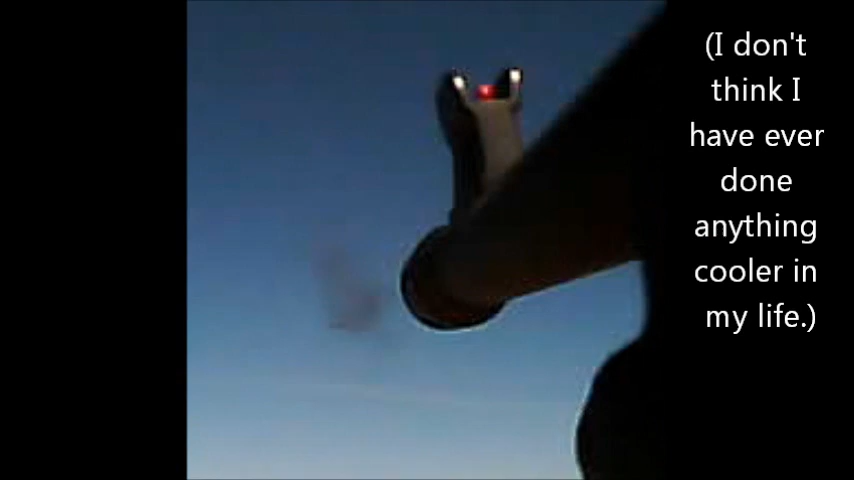 (I don't
think I
have ever
done
anything
cooler in
my life.)